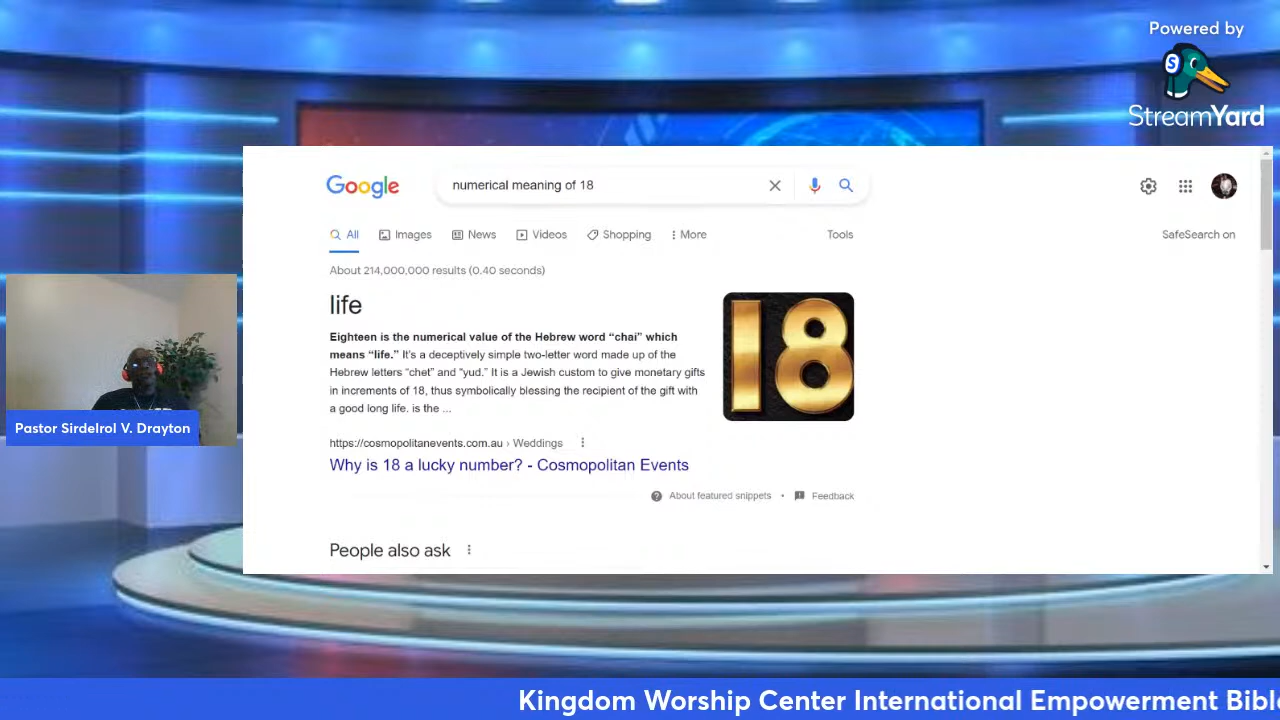 Powered by
StreamYard
Google
numerical meaning of 18
All
Images
News
Videos
Shopping
More
Tools
SafeSearch on
About 214,000,000 results (0.40 seconds)
life
Eighteen is the numerical value of the Hebrew word “chai” which
means “life.” It’s a deceptively simple two-letter word made up of the
Hebrew letters “chet” and “yud.” It is a Jewish custom to give monetary gifts
in increments of 18, thus symbolically blessing the recipient of the gift with
a good long life. is the ...
18
https://cosmopolitanevents.com.au › Weddings
Why is 18 a lucky number? - Cosmopolitan Events
About featured snippets
•
Feedback
People also ask
Pastor Sirdelrol V. Drayton
Kingdom Worship Center International Empowerment Bibl